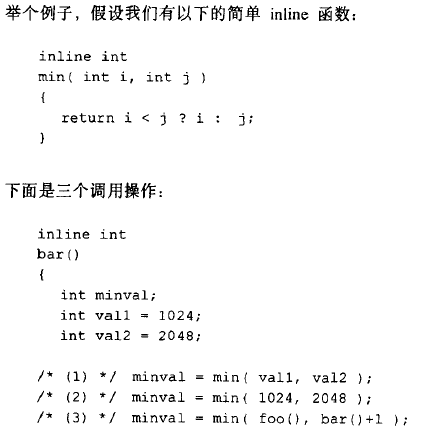 举个例子，假设我们有以下的简单 inline 函数：
inline int
min( int i, int j )
{
return i < j ? i : j;
}
下面是三个调用操作：
inline int
bar()
{
int minval;
int val1 = 1024;
int val2 = 2048;
/* (1) */ minval = min( val1, val2 );
/* (2) */ minval = min( 1024, 2048 );
/* (3) */ minval = min( foo(), bar()+1 );